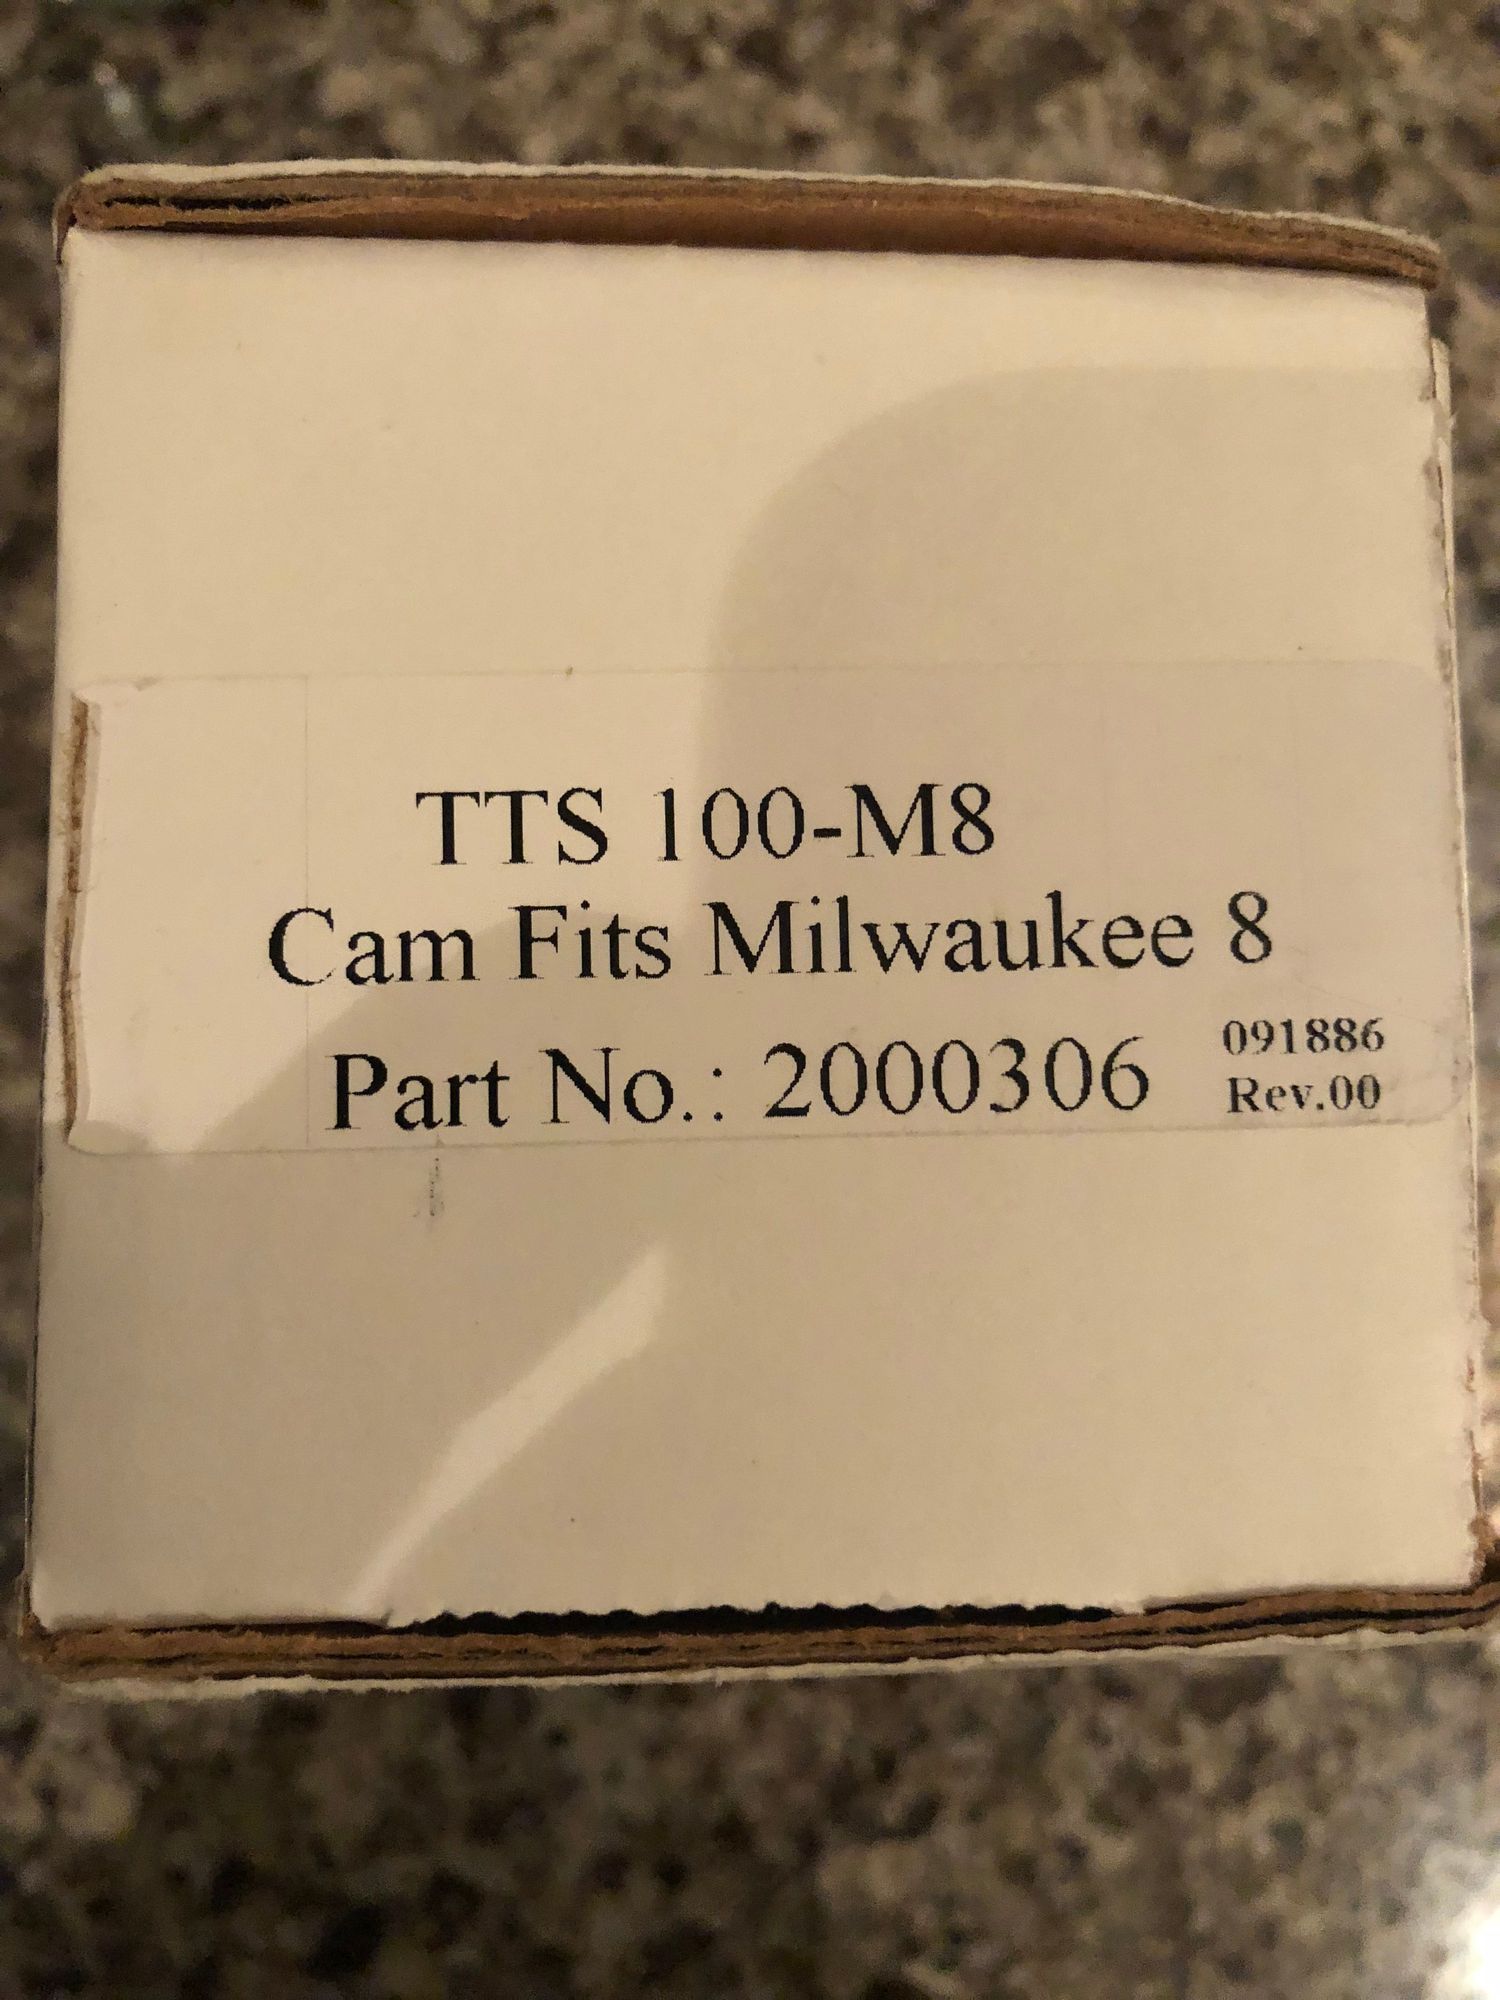 TTS 100-M8
Cam Fits Milwaukee 8
Part No.: 2000306
091886
Rev.00